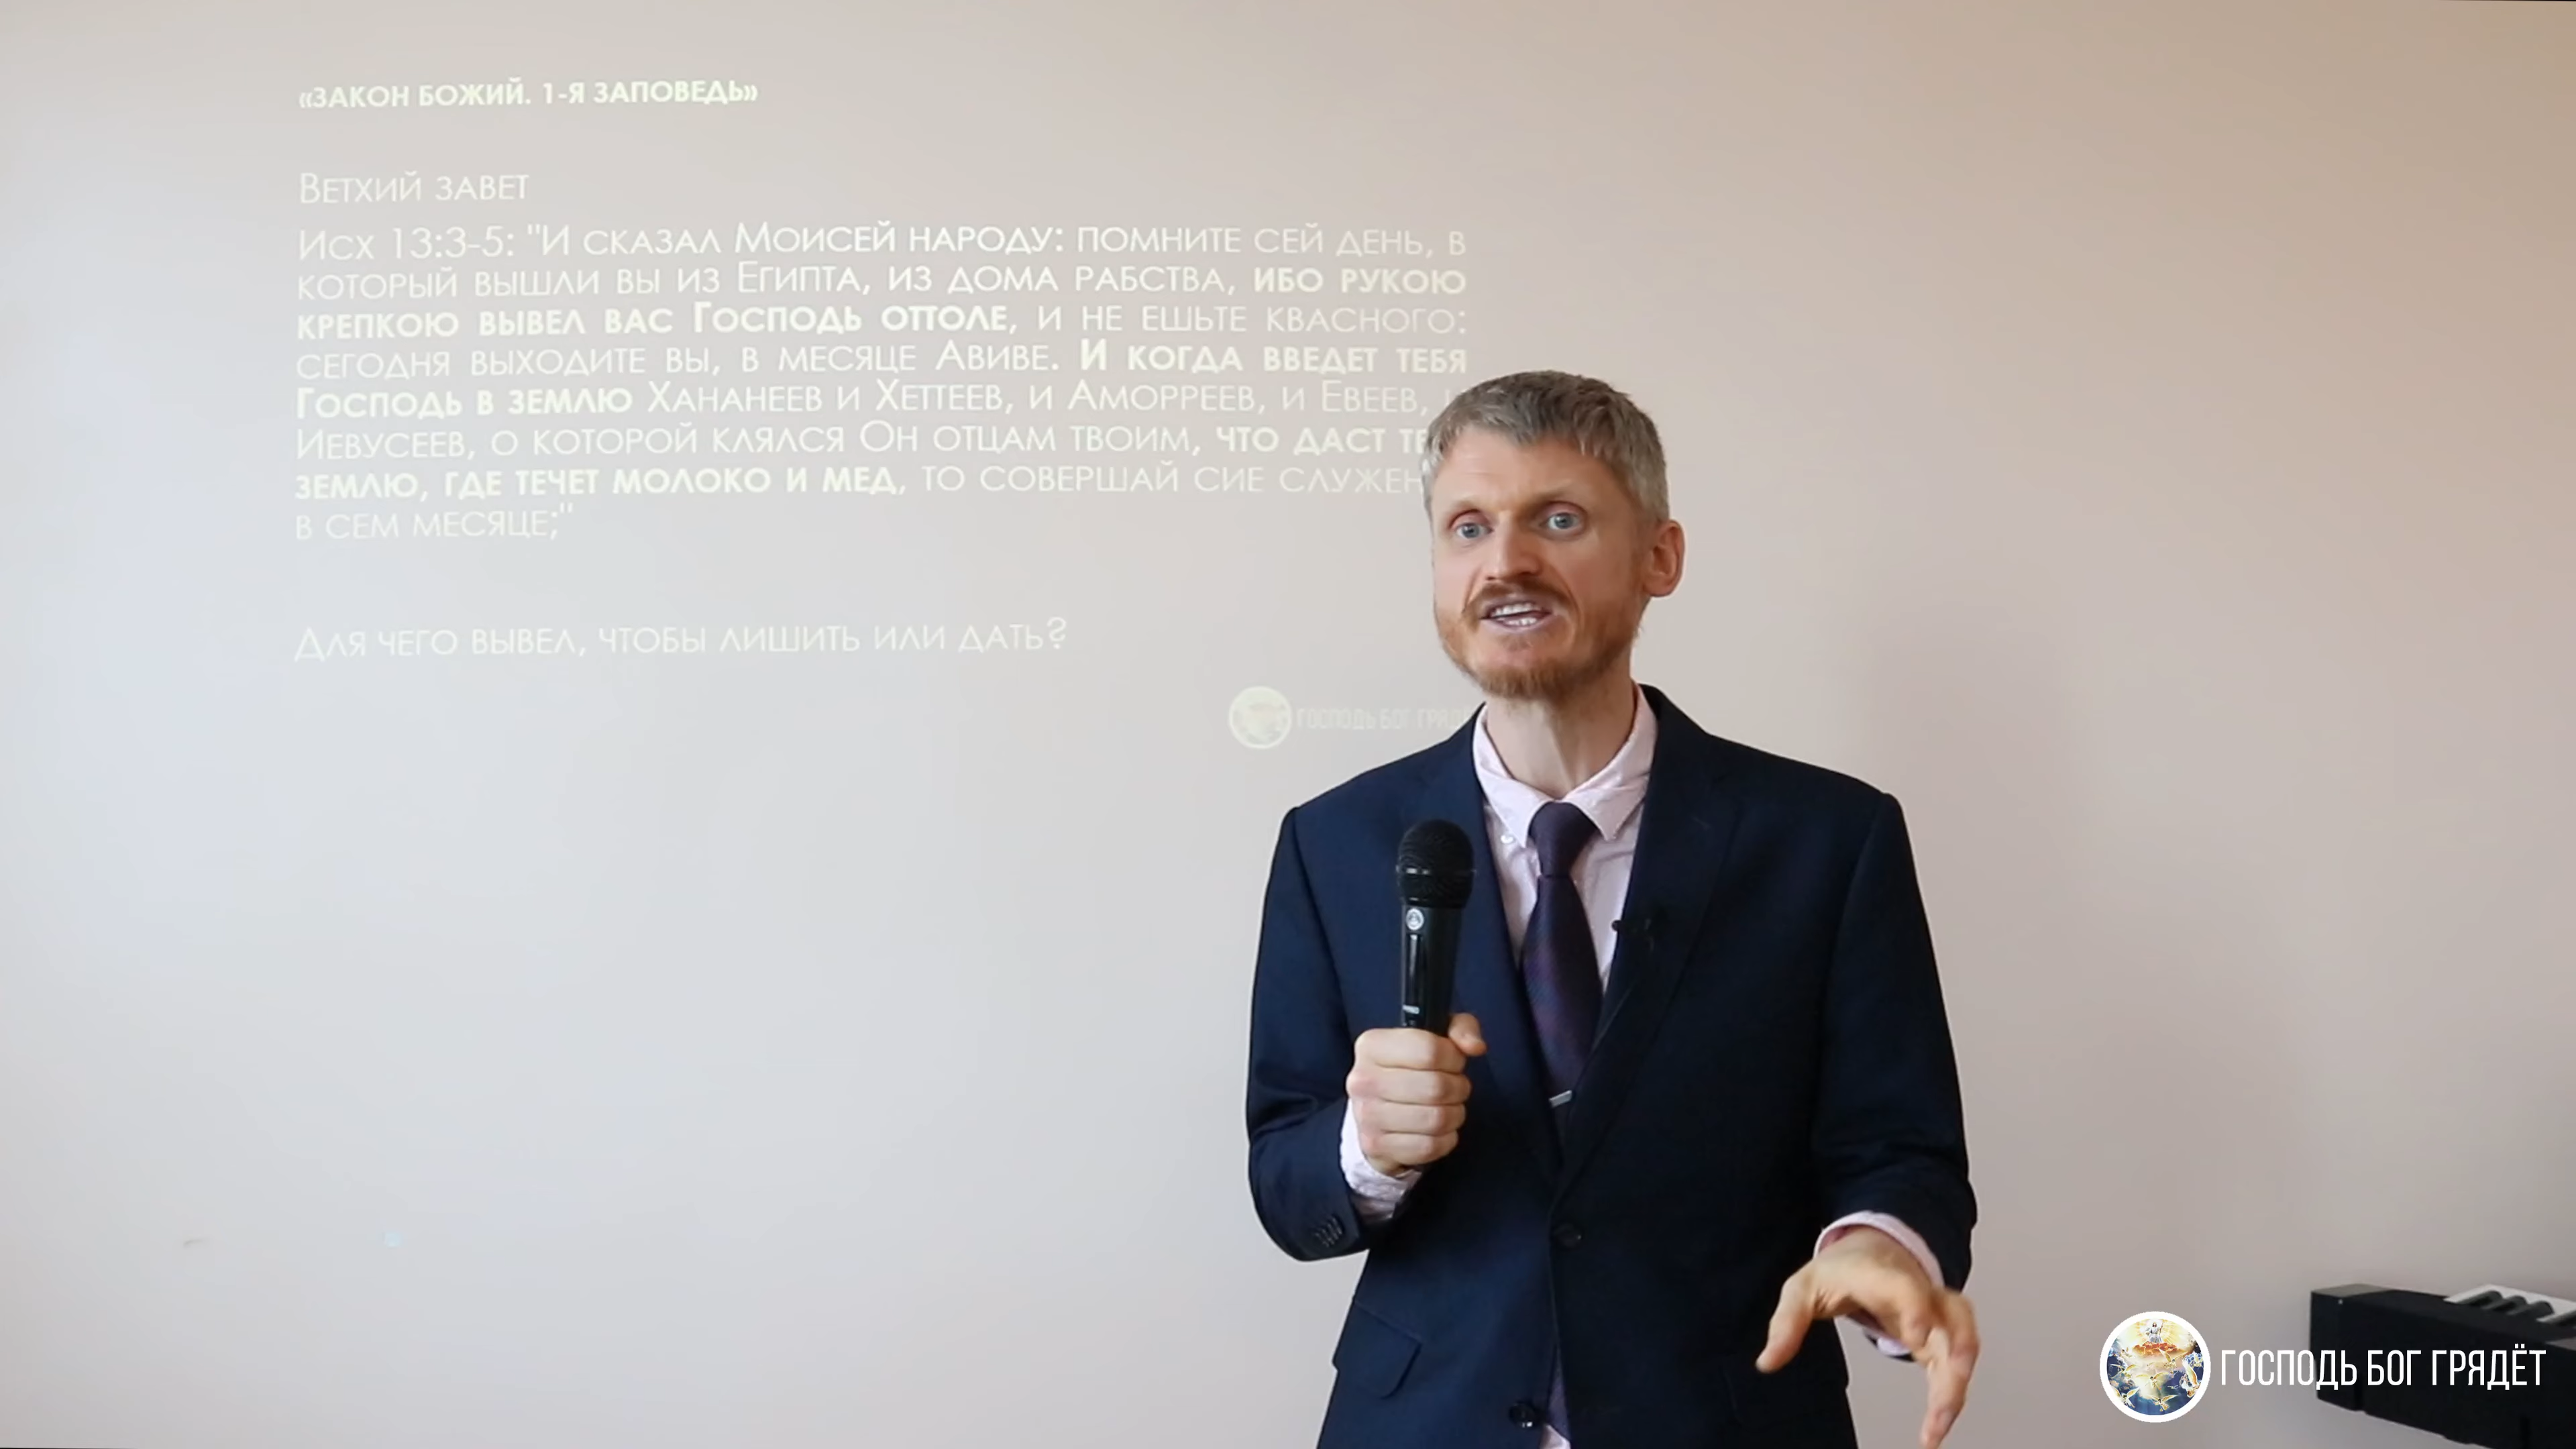 «ЗАКОН БОЖИЙ. 1-Я ЗАПОВЕДЬ»
ВЕТХИЙ ЗАВЕТ
ИСХ 13:3-5: "И СКАЗАЛ МОИСЕЙ НАРОДУ: ПОМНИТЕ СЕЙ ДЕНЬ, В
КОТОРЫЙ ВЫШЛИ ВЫ ИЗ ЕГИПТА, ИЗ ДОМА РАБСТВА, ИБО РУКОЮ
КРЕПКОЮ ВЫВЕЛ ВАС ГОСПОДЬ ОТТОЛЕ, И НЕ ЕШЬТЕ КВАСНОГО:
СЕГОДНЯ ВЫХОДИТЕ ВЫ, В МЕСЯЦЕ АВИВЕ. И КОГДА ВВЕДЕТ ТЕБЯ
ГОСПОДЬ В ЗЕМЛЮ ХАНАНЕЕВ И ХЕТТЕЕВ, И АМОРРЕЕВ, И ЕВЕЕВ,
ИЕВУСЕЕВ, О КОТОРОЙ КЛЯЛСЯ ОН ОТЦАМ ТВОИМ, ЧТО ДАСТ
ЗЕМЛЮ, ГДЕ ТЕЧЕТ МОЛОКО И МЕД, ТО СОВЕРШАЙ СИЕ
В СЕМ МЕСЯЦЕ;"
ДЛЯ ЧЕГО ВЫВЕЛ, ЧТОБЫ ЛИШИТЬ ИЛИ ДАТЬ?
ГОСПОДЬ БОГ
ГОСПОДЬ БОГ ГРЯДЁТ